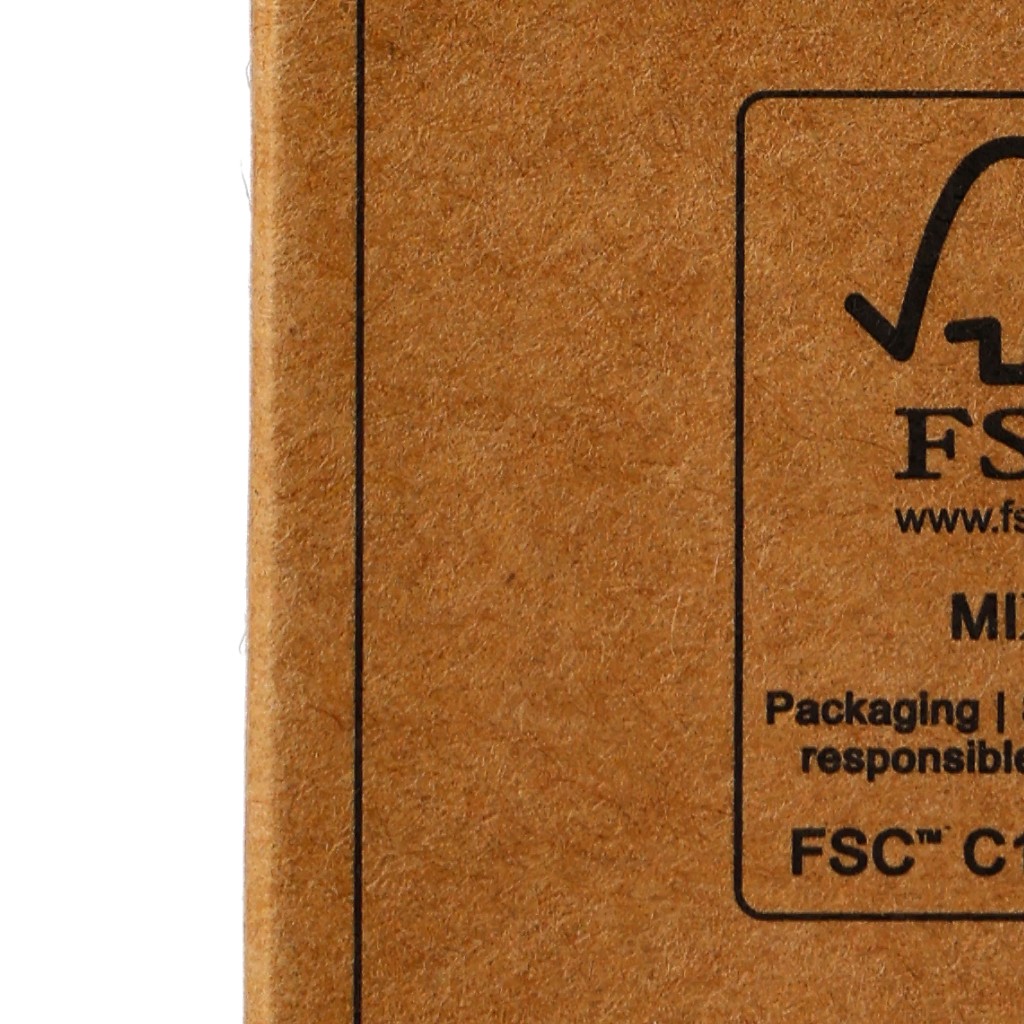 FS
www.fs
MI
Packaging |
responsible
FSC™ C1